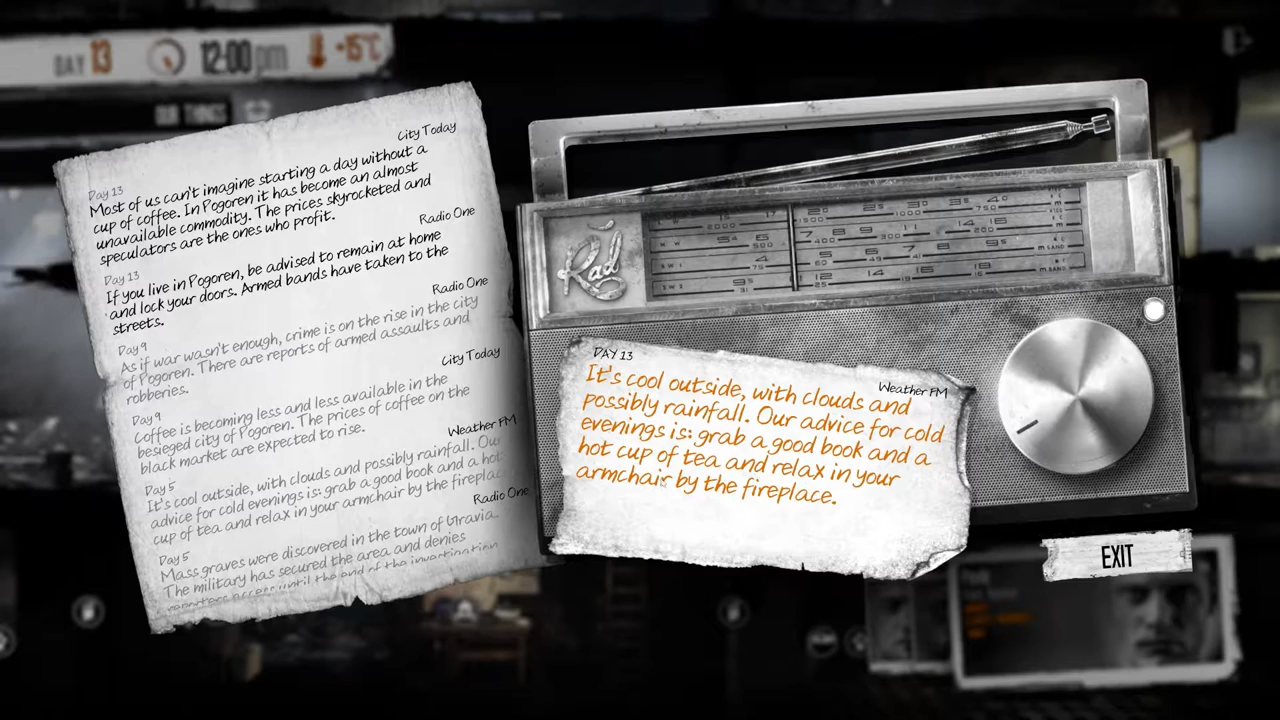 DAY 13
12:00 pm
+15°C
OUR THINGS
City Today
Day 13
Most of us can't imagine starting a day without a
cup of coffee. In Pogoren it has become an almost
unavailable commodity. The prices skyrocketed and
speculators are the ones who profit.
Radio One
Day 13
If you live in Pogoren, be advised to remain at home
and lock your doors. Armed bands have taken to the
streets.
Radio One
Day 9
As if war wasn't enough, crime is on the rise in the city
of Pogoren. There are reports of armed assaults and
robberies.
City Today
Day 9
Coffee is becoming less and less available in the
besieged city of Pogoren. The prices of coffee on the
black market are expected to rise.
Weather FM
Day 5
It's cool outside, with clouds and possibly rainfall. Our
advice for cold evenings is: grab a good book and a hot
cup of tea and relax in your armchair by the fireplac
Radio One
Day 5
Mass graves were discovered in the town of Gravia.
The military has secured the area and denies
reporters access until the end of the investigation
Rad
DAY 13
Weather FM
It's cool outside, with clouds and
possibly rainfall. Our advice for cold
evenings is: grab a good book and a
hot cup of tea and relax in your
armchair by the fireplace.
EXIT